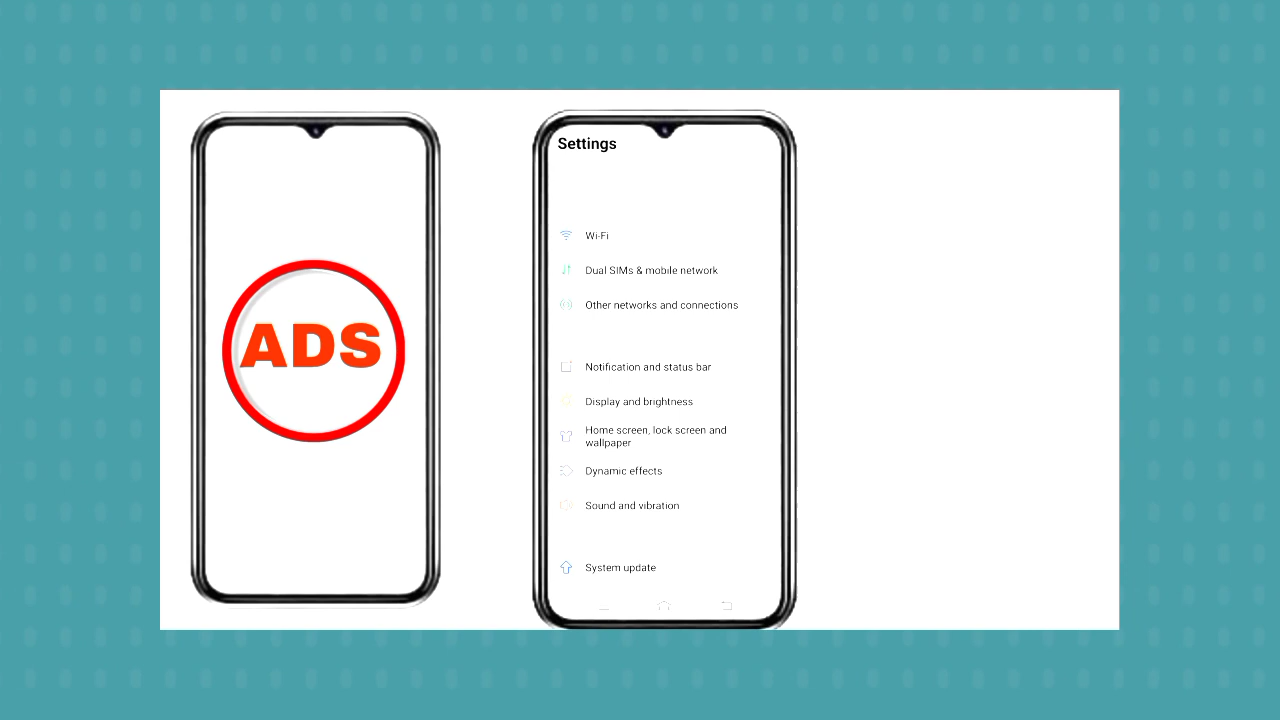 ADS
Settings
Wi-Fi
Dual SIMs & mobile network
Other networks and connections
Notification and status bar
Display and brightness
Home screen, lock screen and
wallpaper
Dynamic effects
Sound and vibration
System update